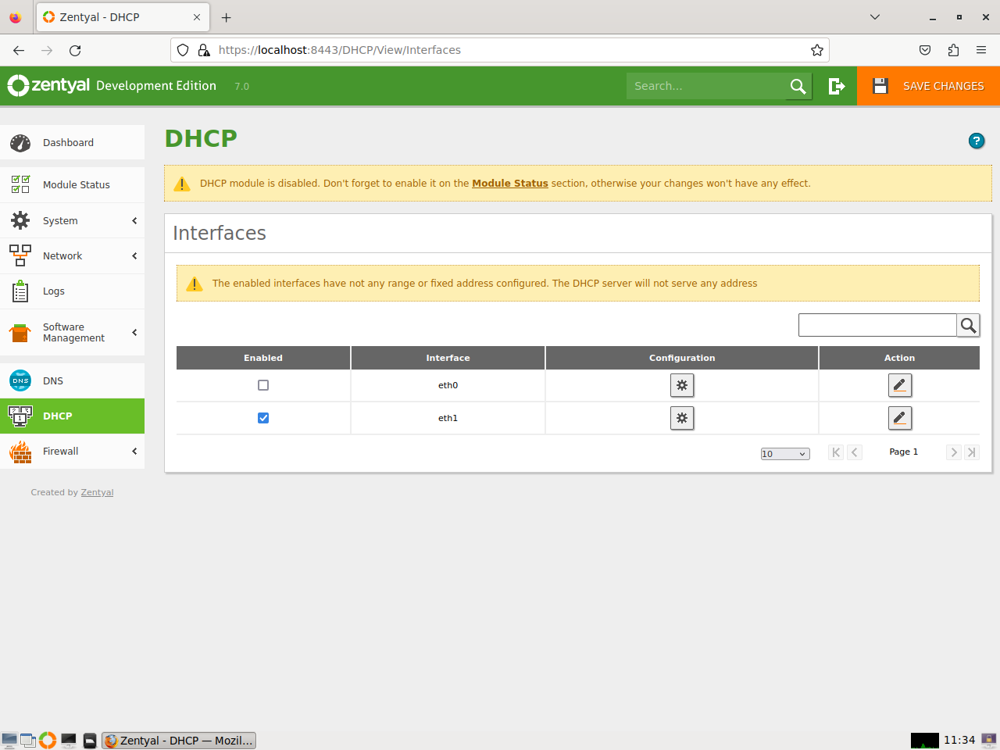 Zentyal - DHCP
https://localhost:8443/DHCP/View/Interfaces
zentyal Development Edition 7.0
Search...
SAVE CHANGES
Dashboard
Module Status
System
Network
Logs
Software
Management
DNS
DNS
1
DHCP
Firewall
Created by Zentyal
DHCP
?
DHCP module is disabled. Don't forget to enable it on the Module Status section, otherwise your changes won't have any effect.
Interfaces
The enabled interfaces have not any range or fixed address configured. The DHCP server will not serve any address
Enabled Interface Configuration Action
eth0
eth1
10
Page 1
Zentyal - DHCP — Mozil...
11:34